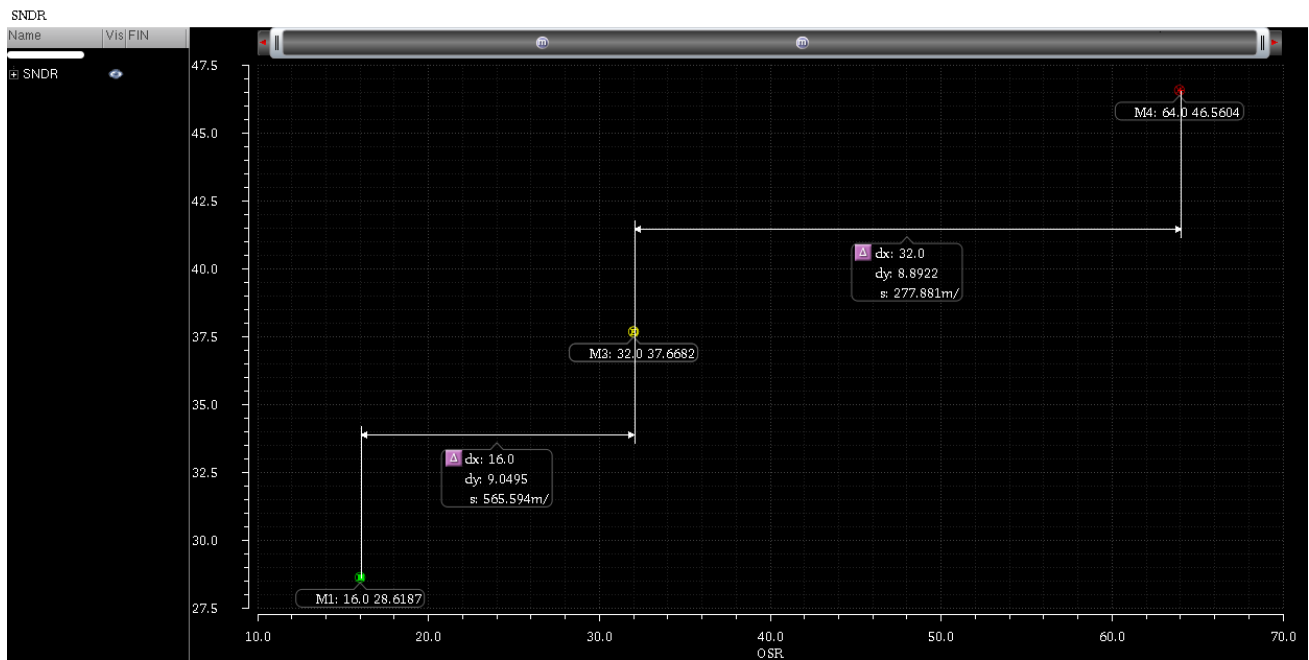 SNDR
Name Vis FIN
SNDR
47.5
M4: 64.0 46.5604
45.0
42.5
dx: 32.0
dy: 8.8922
s: 277.881m/
40.0
37.5
M3: 32.0 37.6682
35.0
dx: 16.0
dy: 9.0495
s: 565.594m/
32.5
30.0
M1: 16.0 28.6187
27.5
10.0 20.0 30.0 40.0 50.0 60.0 70.0
OSR